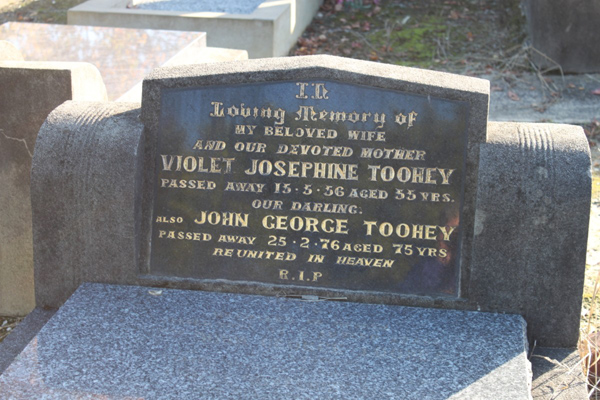 In
Loving Memory of
MY BELOVED WIFE
AND OUR DEVOTED MOTHER
VIOLET JOSEPHINE TOOHEY
PASSED AWAY 15-5-56 AGED 55 YRS.
OUR DARLING.
ALSO JOHN GEORGE TOOHEY
PASSED AWAY 25-2-76 AGED 75 YRS
REUNITED IN HEAVEN
R.I.P